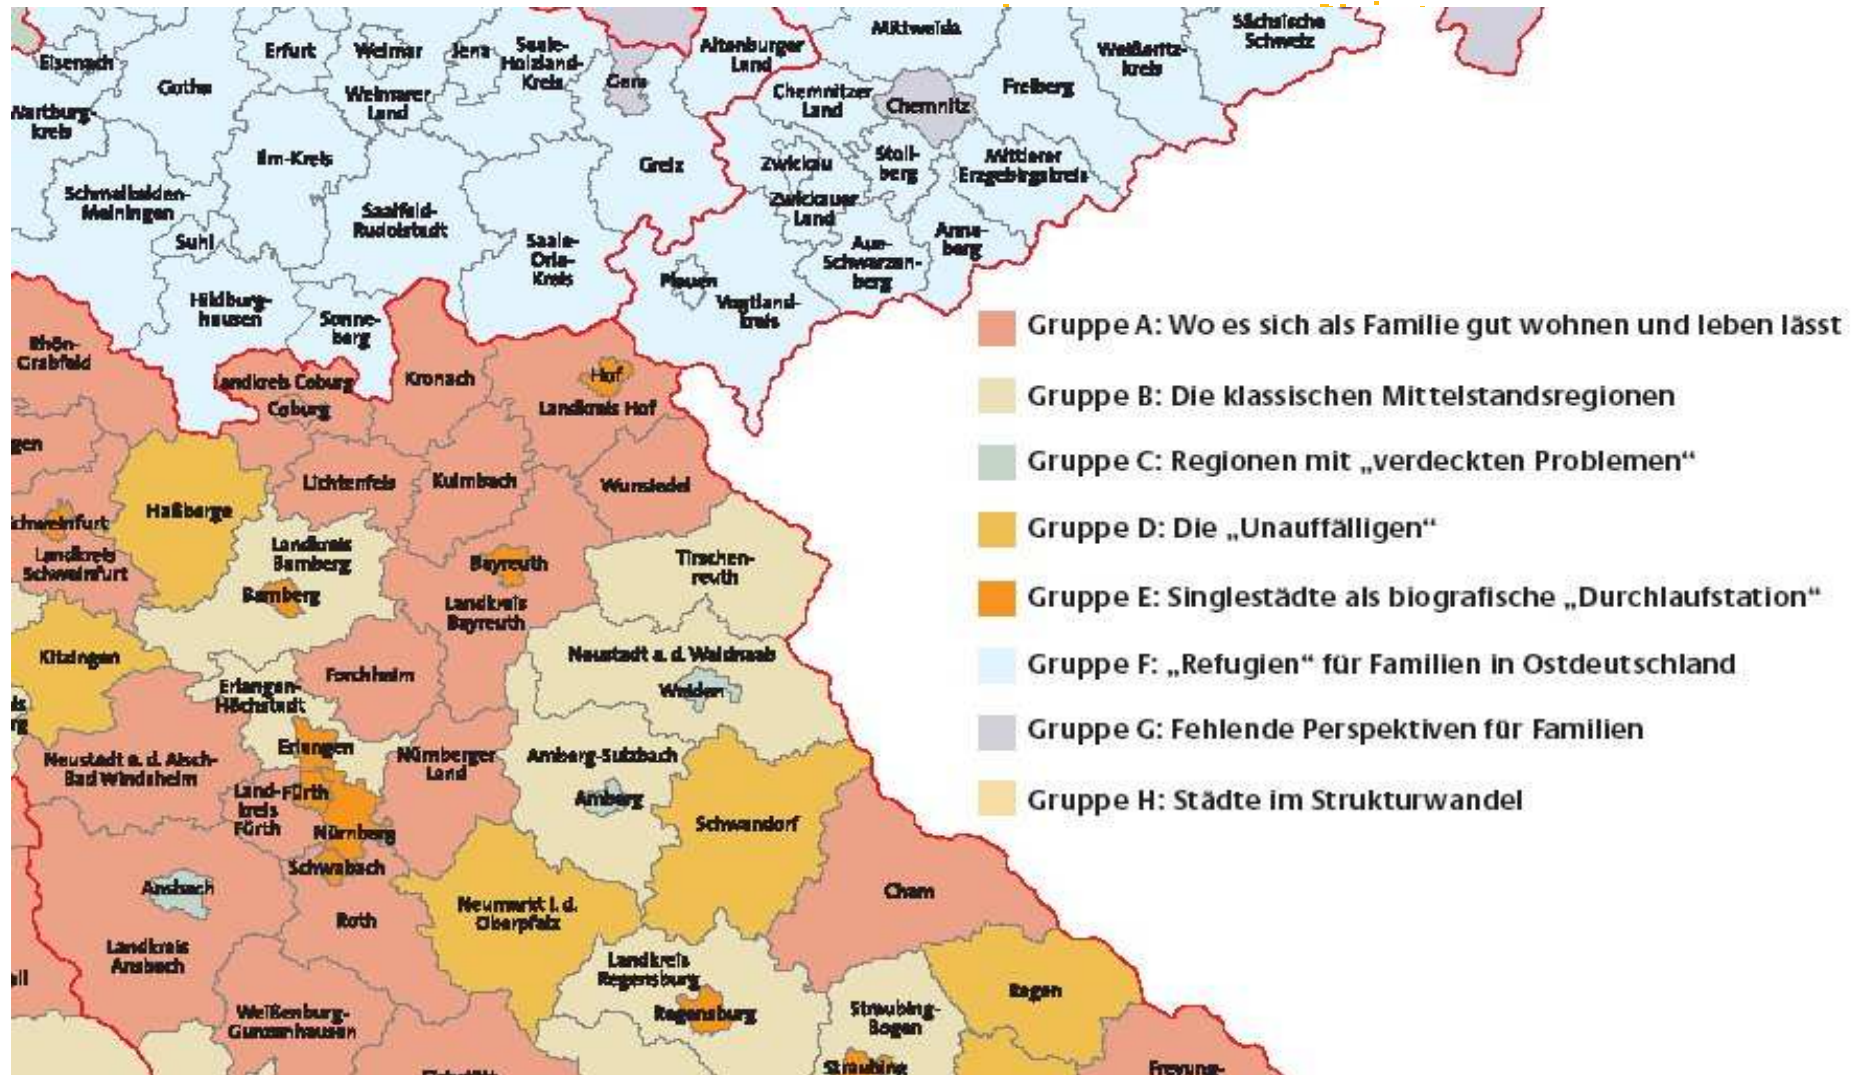 Mittweida
Sächsische
Schweiz
Eisenach
Erfurt
Weimar
Jena
Saale-
Holzland-
Kreis
Altenburger
Land
Weißeritz-
kreis
Gotha
Weimarer
Land
Gera
Chemnitzer
Land
Chemnitz
Freiberg
Wartburg-
kreis
Ilm-Kreis
Greiz
Zwickau
Stoll-
berg
Mittlerer
Erzgebirgskreis
Schmalkalden-
Meiningen
Saalfeld-
Rudolstadt
Zwickauer
Land
Suhl
Saale-
Orla-
Kreis
Aue-
Schwarzen-
berg
Anna-
berg
Plauen
Vogtland-
kreis
Hildburg-
hausen
Sonne-
berg
Rhön-
Grabfeld
Landkreis Coburg
Coburg
Kronach
Hof
Landkreis Hof
gen
Lichtenfels
Kulmbach
Wunsiedel
Haßberge
Schweinfurt
Landkreis
Schweinfurt
Landkreis
Bamberg
Bamberg
Bayreuth
Landkreis
Bayreuth
Tirschen-
reuth
Kitzingen
Forchheim
Neustadt a. d. Waldnaab
Weiden
Erlangen-
Höchstadt
Erlangen
Neustadt a. d. Aisch-
Bad Windsheim
Nürnberger
Land
Amberg-Sulzbach
Amberg
Land-
kreis
Fürth
Fürth
Nürnberg
Schwandorf
Schwabach
Ansbach
Roth
Neumarkt i. d.
Oberpfalz
Cham
Landkreis
Ansbach
Landkreis
Regensburg
Regensburg
Weißenburg-
Gunzenhausen
Straubing-
Bogen
Regen
Straubing
Freyung-
Gruppe A: Wo es sich als Familie gut wohnen und leben lässt
Gruppe B: Die klassischen Mittelstandsregionen
Gruppe C: Regionen mit „verdeckten Problemen“
Gruppe D: Die „Unauffälligen“
Gruppe E: Singlestädte als biografische „Durchlaufstation“
Gruppe F: „Refugien“ für Familien in Ostdeutschland
Gruppe G: Fehlende Perspektiven für Familien
Gruppe H: Städte im Strukturwandel